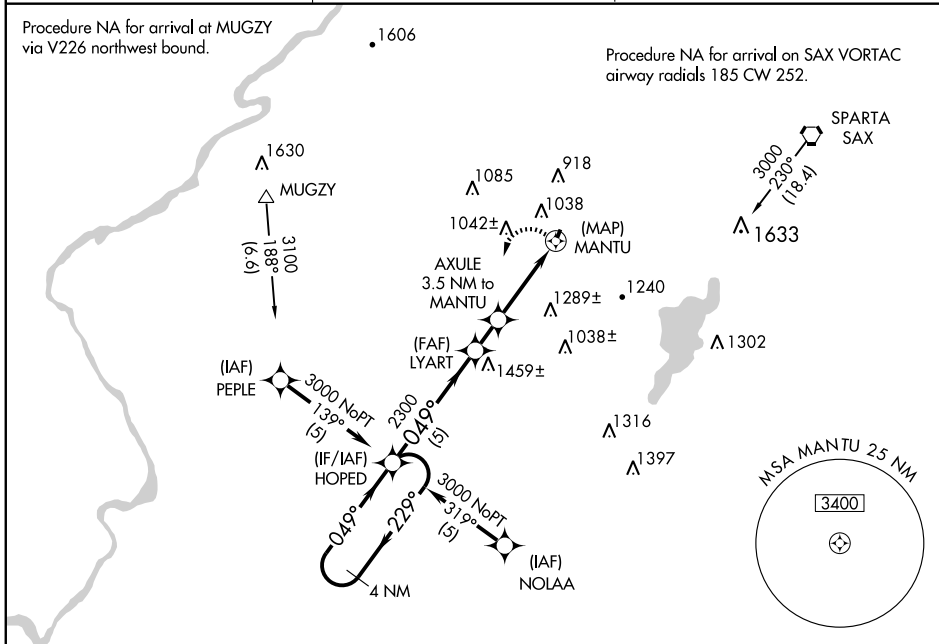 Procedure NA for arrival at MUGZY
via V226 northwest bound.
1606
Procedure NA for arrival on SAX VORTAC
airway radials 185 CW 252.
SPARTA
SAX
3000
230°
(18.4)
1633
1630
MUGZY
3100
188°
(6.6)
1085
918
1038
1042±
(MAP)
MANTU
AXULE
3.5 NM to
MANTU
1289±
1240
(FAF)
LYART
1038±
1302
1459±
(IAF)
PEPLE
3000 NoPT
139°
(5)
2300
049°
(5)
1316
1397
(IF/IAF)
HOPED
3000 NoPT
319°
(5)
049°
229°
4 NM
(IAF)
NOLAA
MSA MANTU 25 NM
3400